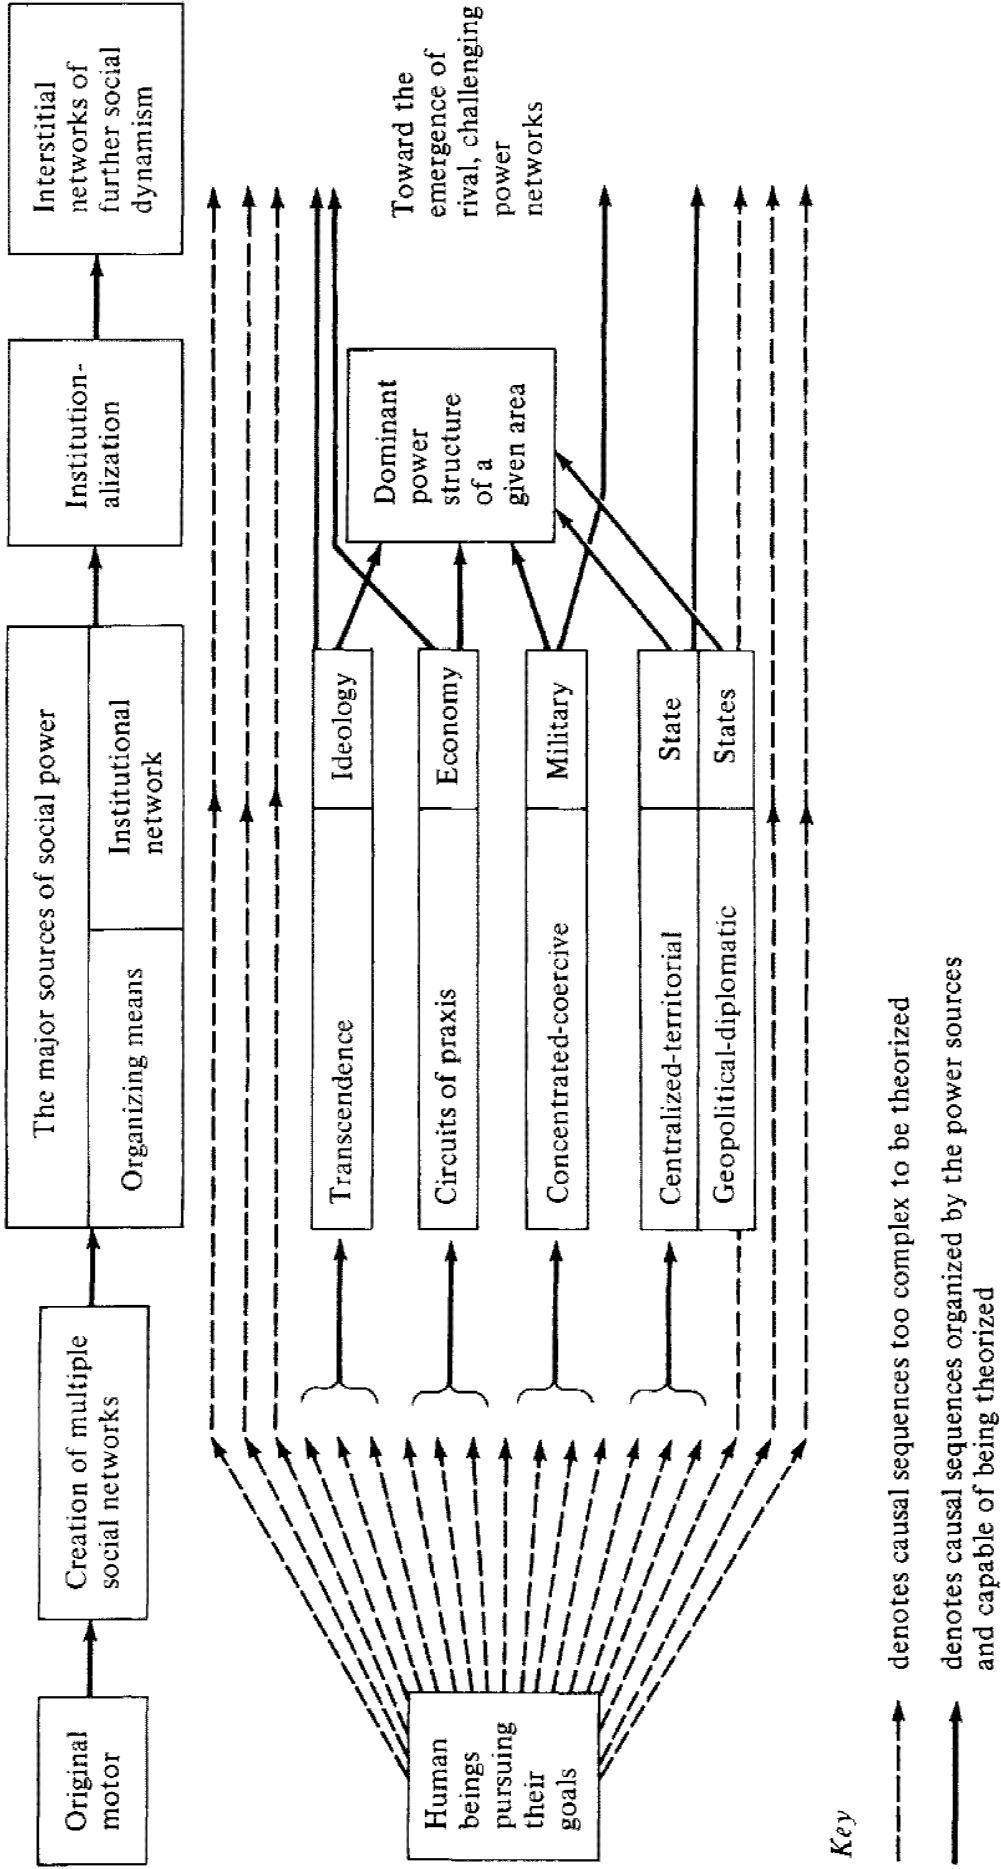 Original
motor
Creation of multiple
social networks
The major sources of social power
Organizing means
Institutional
network
Institution-
alization
Interstitial
networks of
further social
dynamism
Human
beings
pursuing
their
goals
Transcendence
Ideology
Circuits of praxis
Economy
Concentrated-coercive
Military
Centralized-territorial
State
Geopolitical-diplomatic
States
Dominant
power
structure
of a
given area
Toward the
emergence of
rival, challenging
power
networks
Key
denotes causal sequences too complex to be theorized
denotes causal sequences organized by the power sources
and capable of being theorized